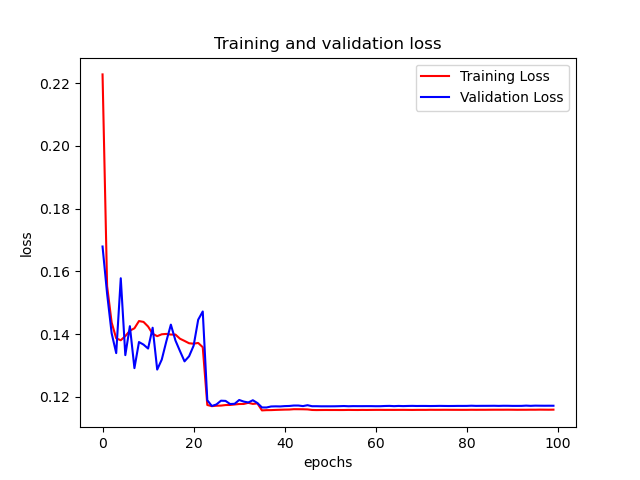 Training and validation loss
Training Loss
Validation Loss
0.22
0.20
0.18
0.16
0.14
0.12
loss
0
20
40
60
80
100
epochs